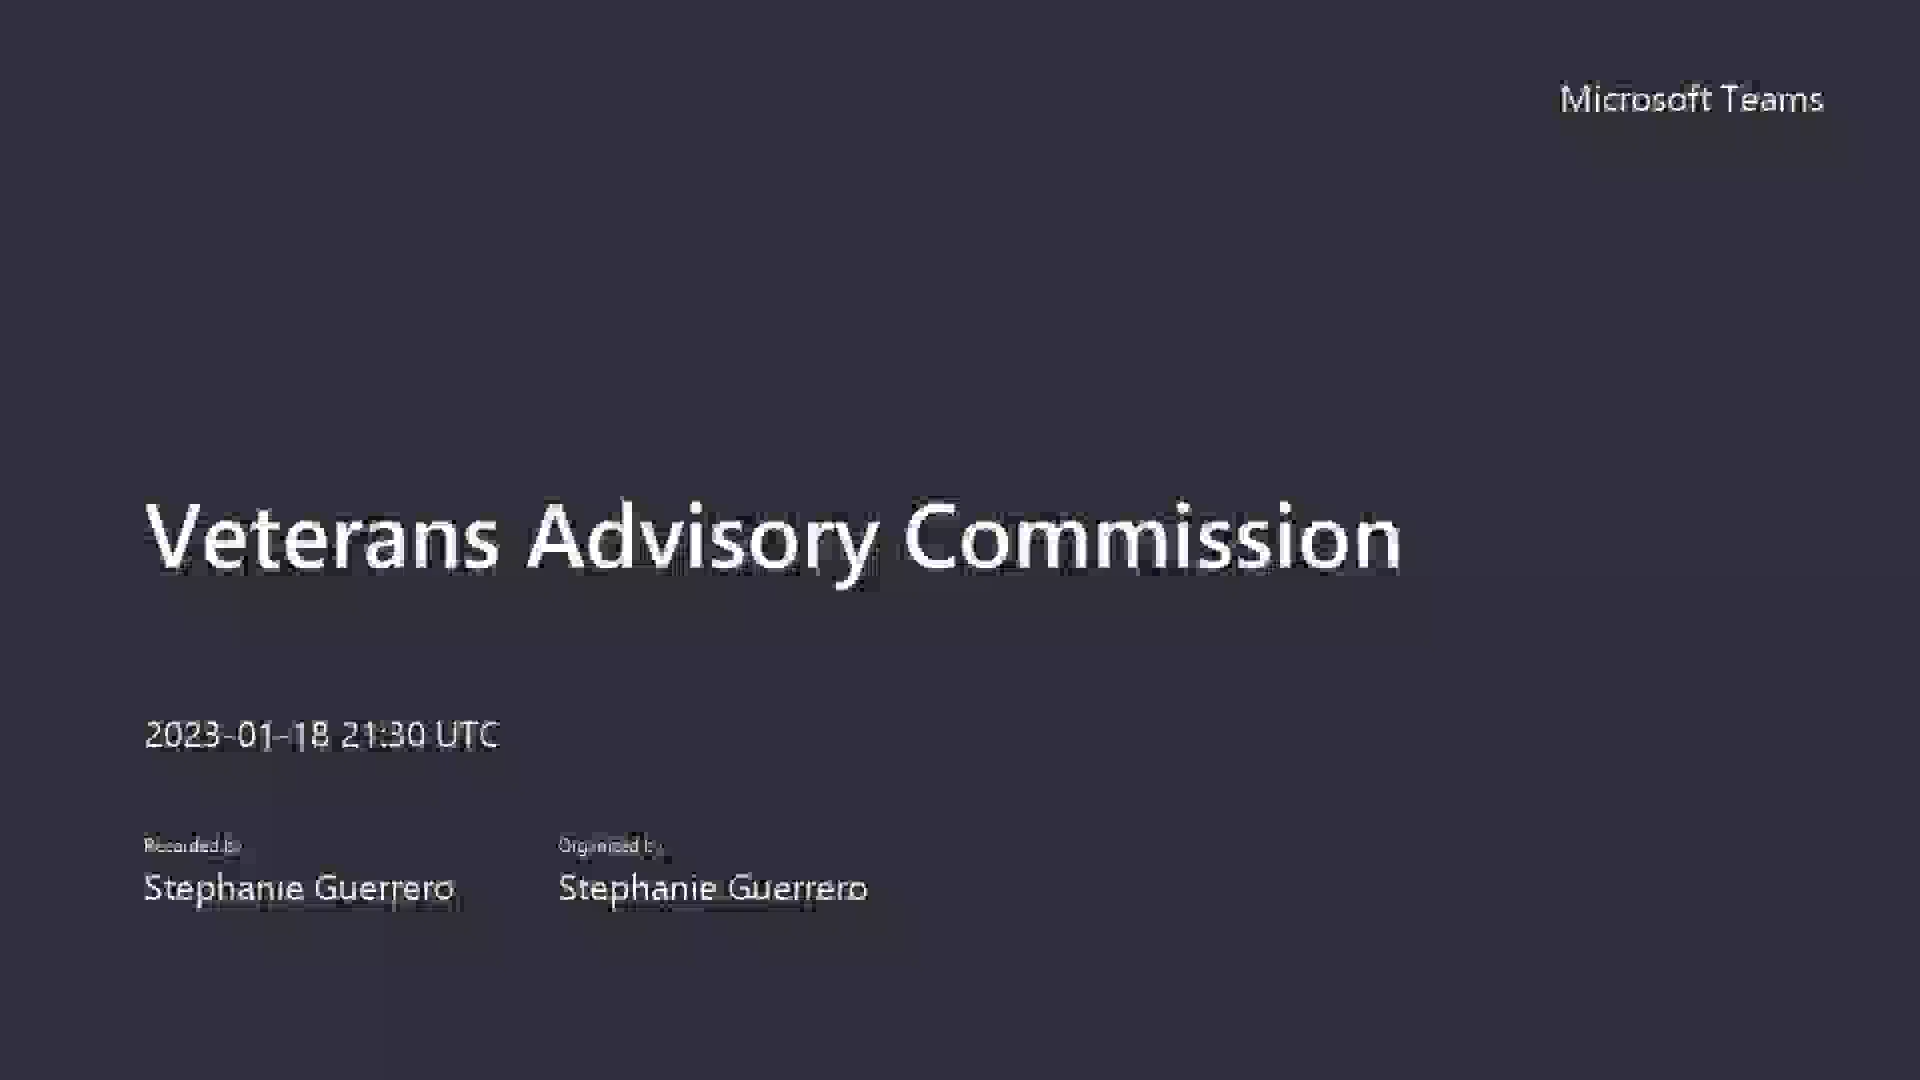 Microsoft Teams
Veterans Advisory Commission
2023-01-18 21:30 UTC
Recorded by
Organized by
Stephanie Guerrero
Stephanie Guerrero